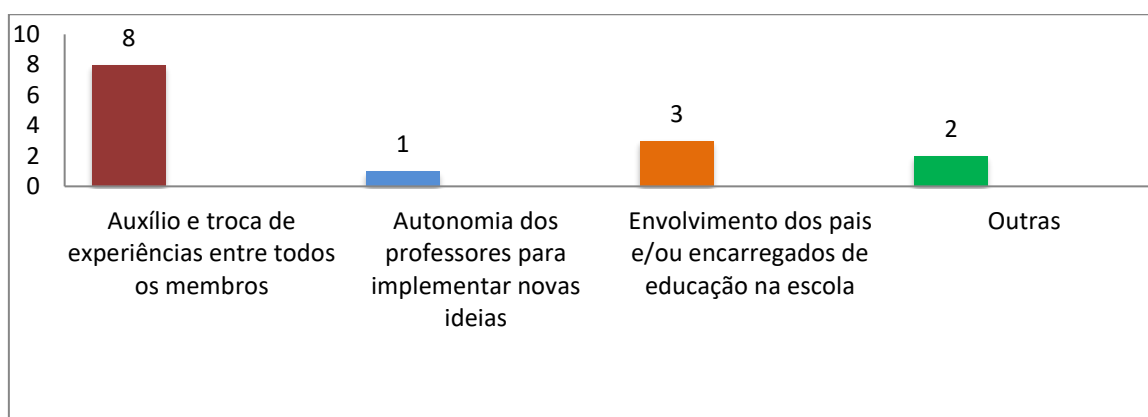 10
8
6
4
2
0
8
1
3
2
Auxílio e troca de
experiências entre todos
os membros
Autonomia dos
professores para
implementar novas
ideias
Envolvimento dos pais
e/ou encarregados de
educação na escola
Outras